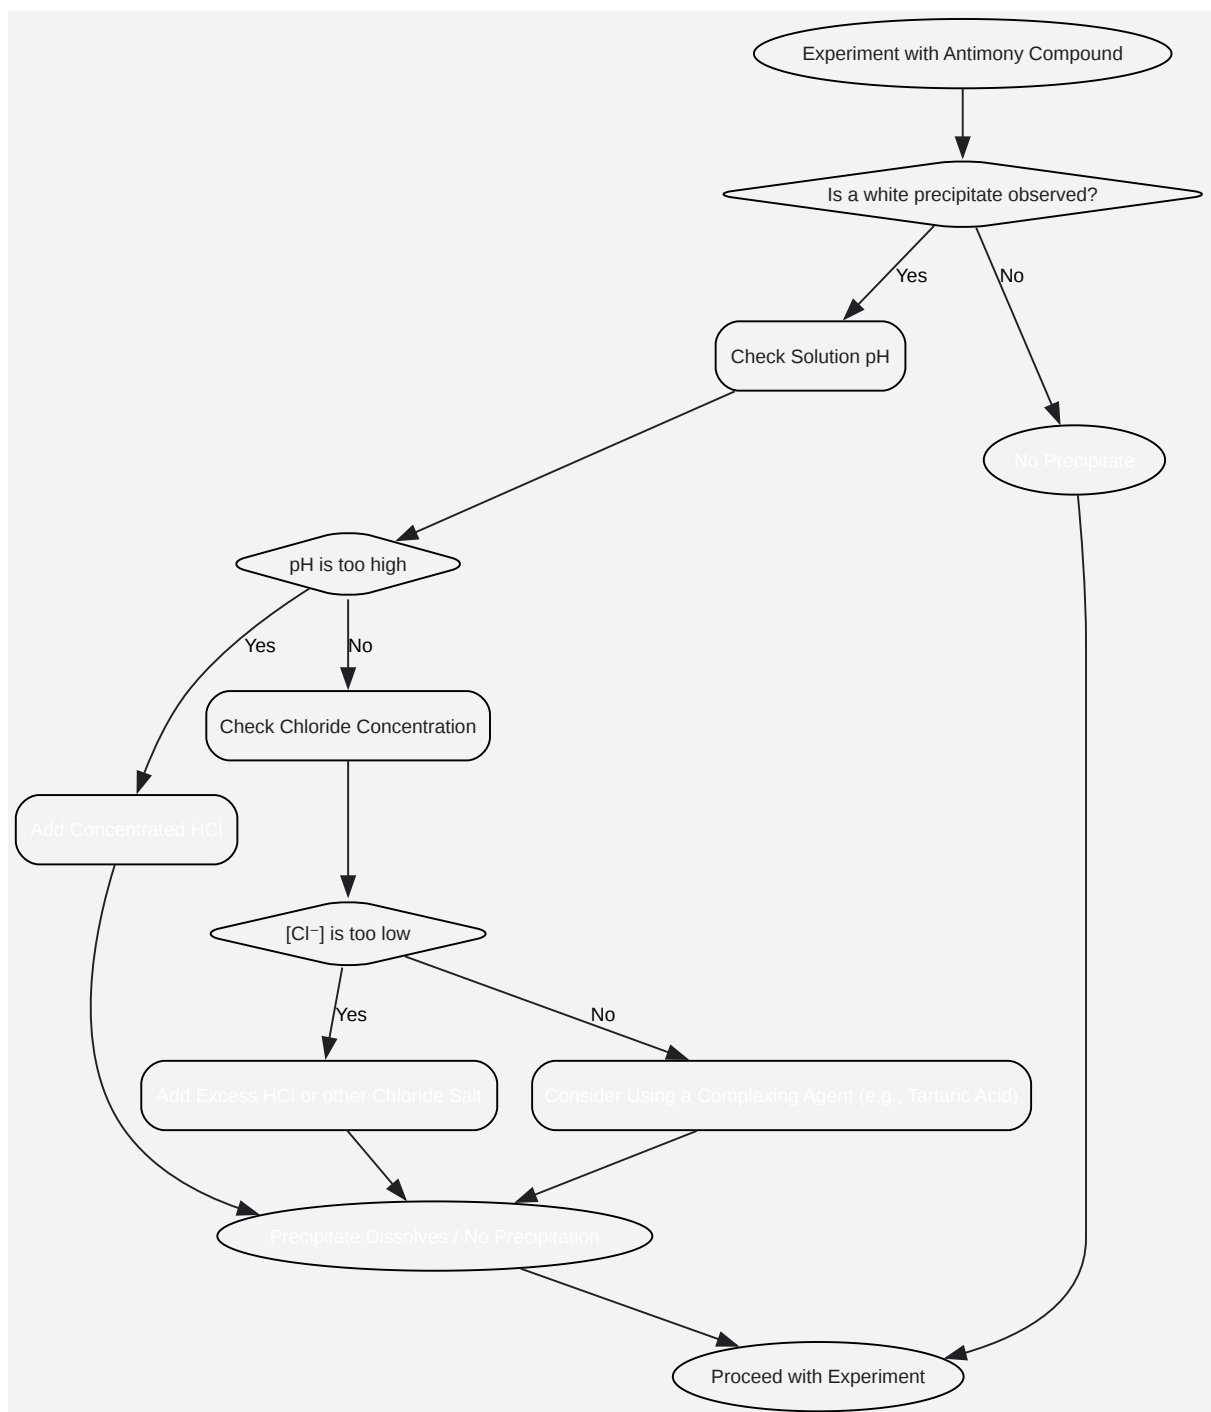 Experiment with Antimony Compound
Is a white precipitate observed?
Yes
No
Check Solution pH
No Precipitate
pH is too high
Yes
No
Check Chloride Concentration
Add Concentrated HCl
[Cl⁻] is too low
Yes
No
Add Excess HCl or other Chloride Salt
Consider Using a Complexing Agent (e.g., Tartaric Acid)
Precipitate Dissolves / No Precipitation
Proceed with Experiment